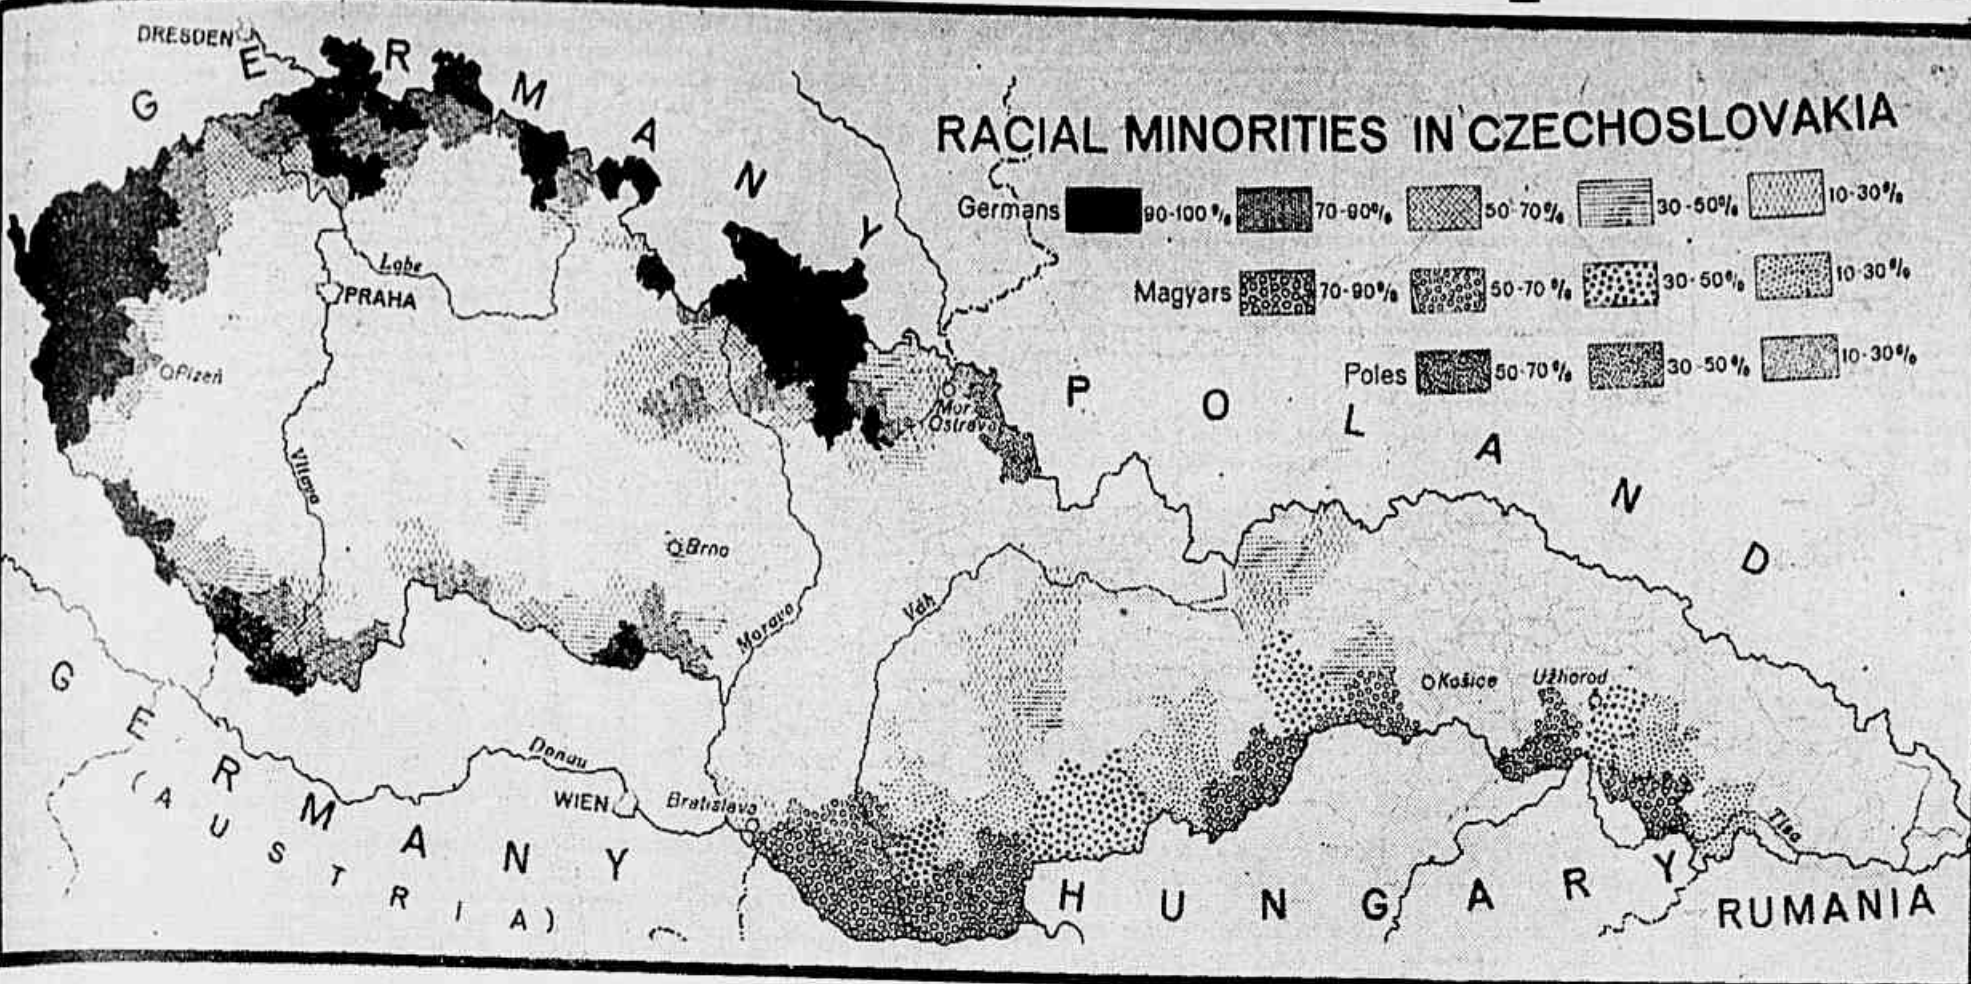 RACIAL MINORITIES IN CZECHOSLOVAKIA
Germans 90-100% 70-90% 50-70% 30-50% 10-30%
Magyars 70-90% 50-70% 30-50% 10-30%
Poles 50-70% 30-50% 10-30%
DRESDEN
GERMANY
Labe
PRAHA
Plzeň
Vltava
Mor. Ostrava
POLAND
Brno
Morava
Váh
Košice
Užhorod
GERMANY
(AUSTRIA)
Donau
WIEN
Bratislava
HUNGARY
Tisa
RUMANIA